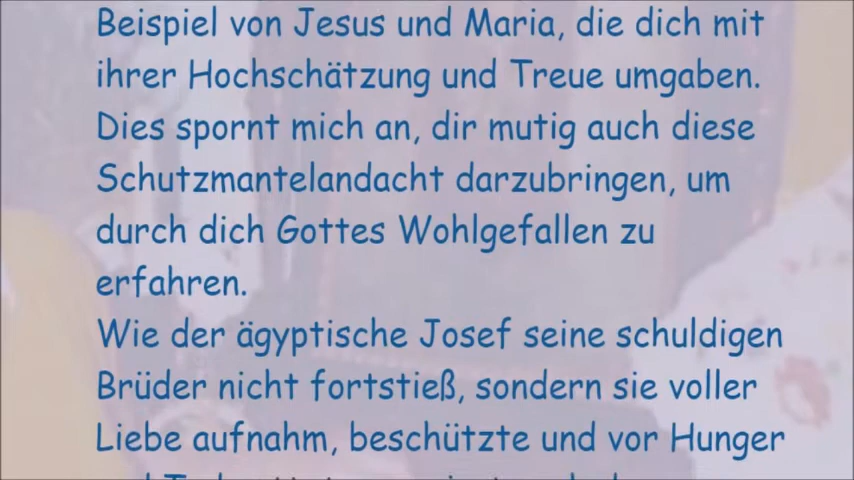 Beispiel von Jesus und Maria, die dich mit
ihrer Hochschätzung und Treue umgaben.
Dies spornt mich an, dir mutig auch diese
Schutzmantelandacht darzubringen, um
durch dich Gottes Wohlgefallen zu
erfahren.
Wie der ägyptische Josef seine schuldigen
Brüder nicht fortstieß, sondern sie voller
Liebe aufnahm, beschützte und vor Hunger